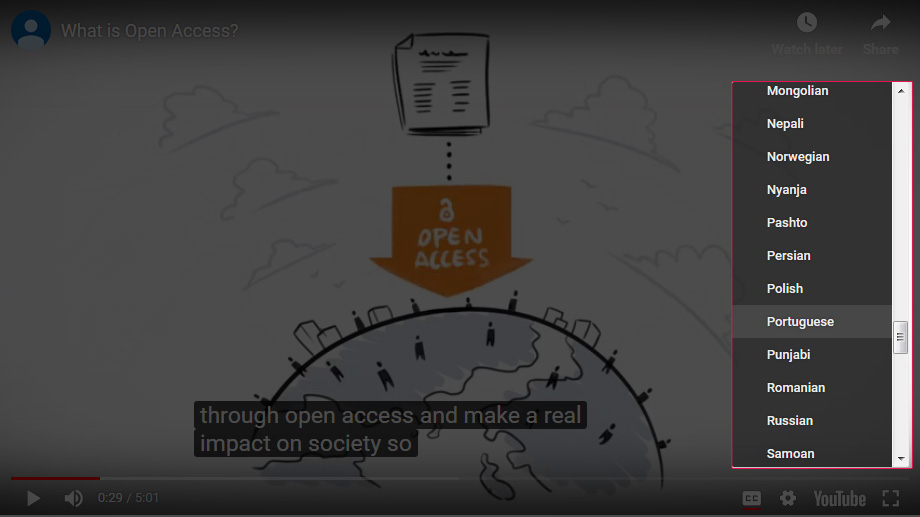 What is Open Access?
Watch later
Share
OPEN
ACCESS
Mongolian
Nepali
Norwegian
Nyanja
Pashto
Persian
Polish
Portuguese
Punjabi
Romanian
Russian
Samoan
through open access and make a real
impact on society so
0:29 / 5:01
CC
YouTube